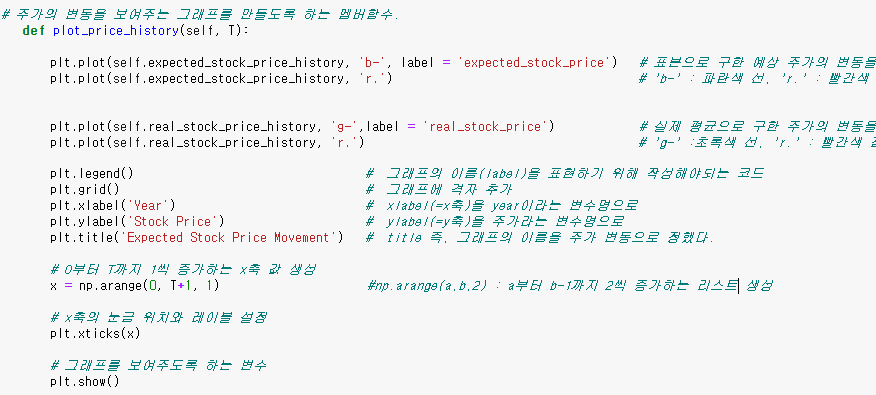 # 주가의 변동을 보여주는 그래프를 만들도록 하는 멤버함수.
def plot_price_history(self, T):
plt.plot(self.expected_stock_price_history, 'b-', label = 'expected_stock_price') # 표본으로 구한 예상 주가의 변동을
plt.plot(self.expected_stock_price_history, 'r.') # 'b-' : 파란색 선, 'r.' : 빨간색
plt.plot(self.real_stock_price_history, 'g-',label = 'real_stock_price') # 실제 평균으로 구한 주가의 변동을
plt.plot(self.real_stock_price_history, 'r.') # 'g-' :초록색 선, 'r.' : 빨간색
plt.legend() # 그래프의 이름(label)을 표현하기 위해 작성해야되는 코드
plt.grid() # 그래프에 격자 추가
plt.xlabel('Year') # xlabel(=x축)을 year이라는 변수명으로
plt.ylabel('Stock Price') # ylabel(=y축)을 주가라는 변수명으로
plt.title('Expected Stock Price Movement') # title 즉, 그래프의 이름을 주가 변동으로 정했다.
# 0부터 T까지 1씩 증가하는 x축 값 생성
x = np.arange(0, T+1, 1) #np.arange(a,b,2) : a부터 b-1까지 2씩 증가하는 리스트 생성
# x축의 눈금 위치와 레이블 설정
plt.xticks(x)
# 그래프를 보여주도록 하는 변수
plt.show()